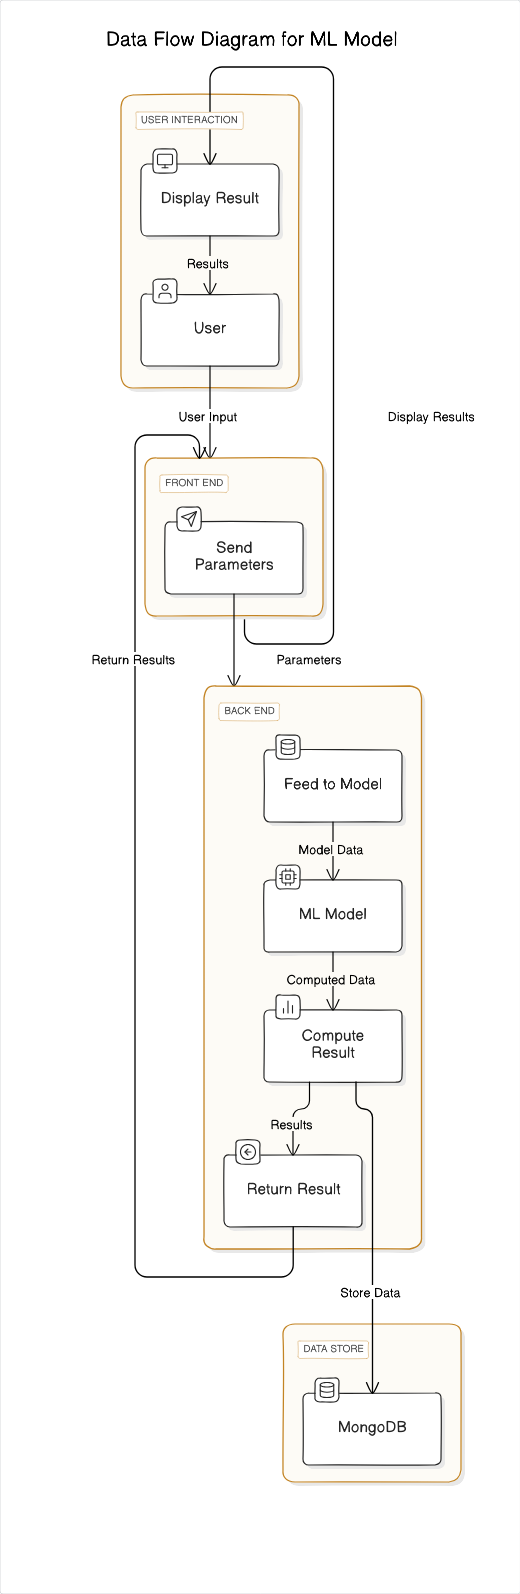 Data Flow Diagram for ML Model
USER INTERACTION
Display Result
Results
User
User Input
Display Results
FRONT END
Send
Parameters
Return Results
Parameters
BACK END
Feed to Model
Model Data
ML Model
Computed Data
Compute
Result
Results
Return Result
Store Data
DATA STORE
MongoDB